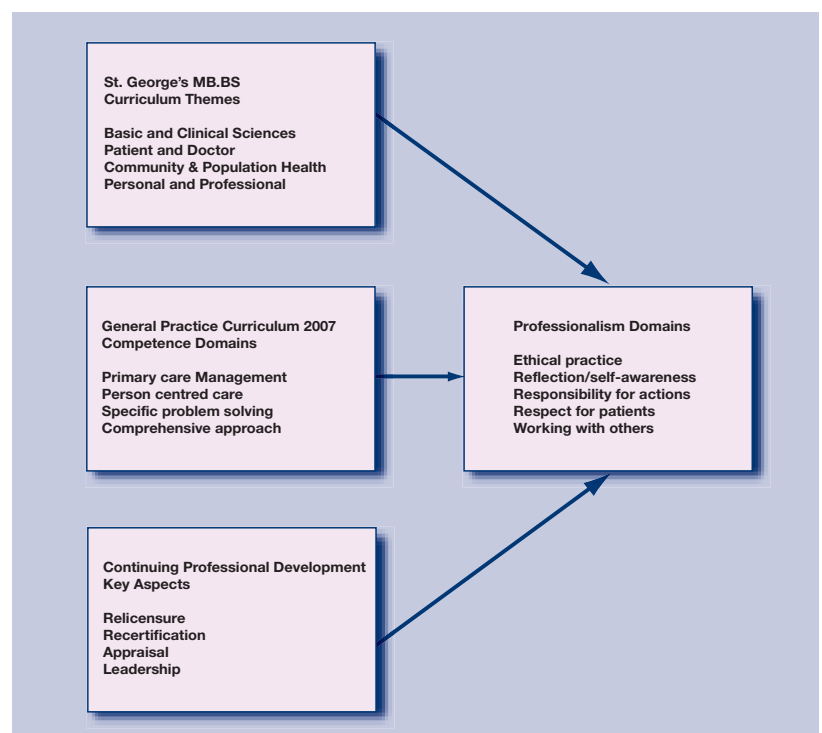 St. George's MB.BS
Curriculum Themes
Basic and Clinical Sciences
Patient and Doctor
Community & Population Health
Personal and Professional
General Practice Curriculum 2007
Competence Domains
Primary care Management
Person centred care
Specific problem solving
Comprehensive approach
Professionalism Domains
Ethical practice
Reflection/self-awareness
Responsibility for actions
Respect for patients
Working with others
Continuing Professional Development
Key Aspects
Relicensure
Recertification
Appraisal
Leadership